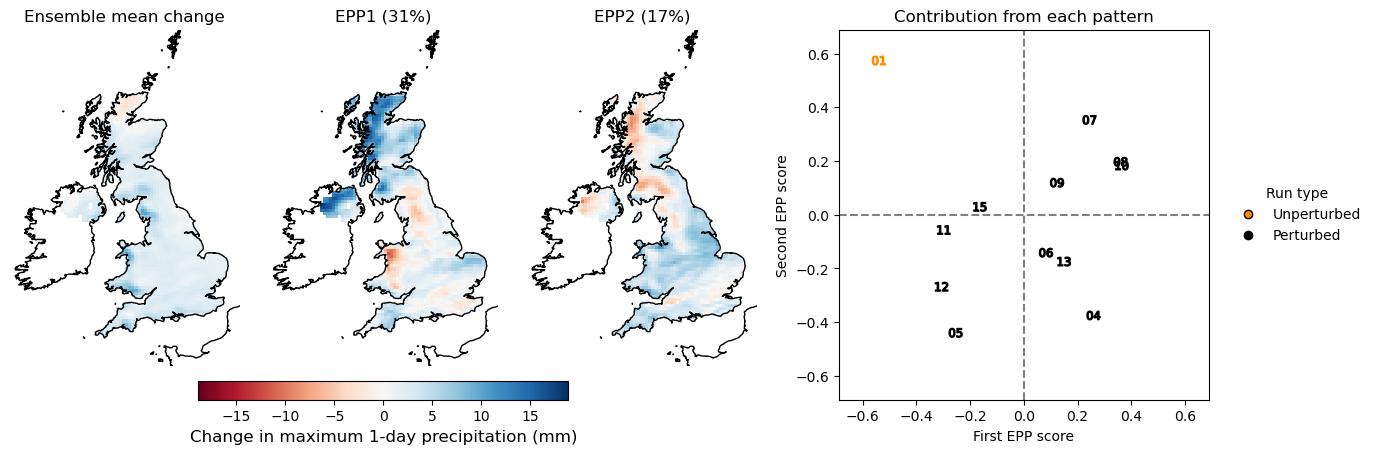 Ensemble mean change
EPP1 (31%)
EPP2 (17%)
Contribution from each pattern
−15 −10 −5 0 5 10 15
Change in maximum 1-day precipitation (mm)
Second EPP score
0.6
0.4
0.2
0.0
−0.2
−0.4
−0.6
01
07
08
10
09
15
11
06
13
12
04
05
−0.6 −0.4 −0.2 0.0 0.2 0.4 0.6
First EPP score
Run type
Unperturbed
Perturbed